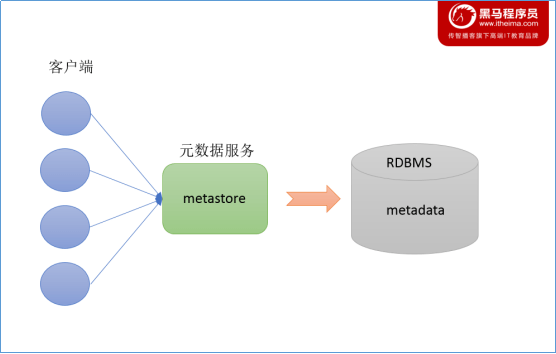 黑马程序员
www.itheima.com
传智播客旗下高端IT教育品牌
客户端
元数据服务
metastore
RDBMS
metadata